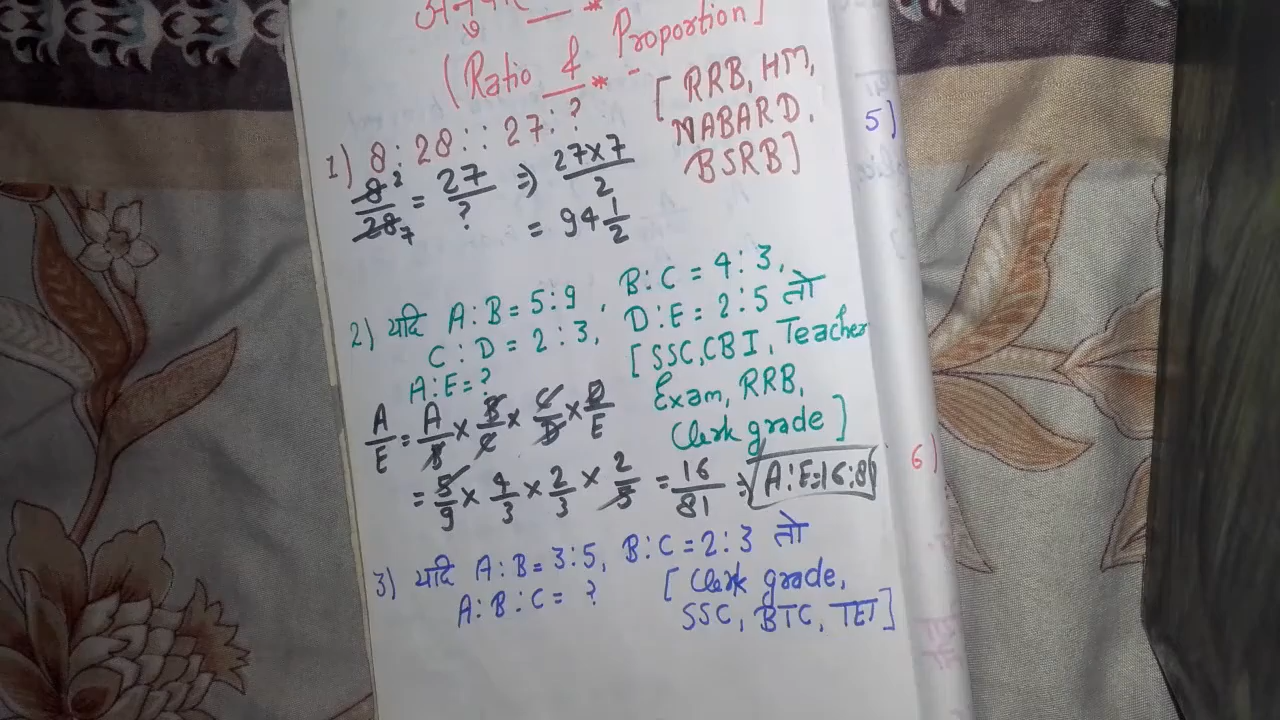 (Ratio & Proportion]
[RRB, HM,
NABARD,
BSRB]
1) 8 : 28 :: 27 : ?
8 2 / 28 7 = 27/? ⇒ 27×7/2
= 94 1/2
2) यदि A:B = 5:9, B:C = 4:3,
C:D = 2:3, D:E = 2:5 तो
A:E = ?
[SSC, CBI, Teacher
Exam, RRB,
Clerk grade]
A/E = A/B × B/C × C/D × D/E
= 5/9 × 4/3 × 2/3 × 2/5 = 16/81 ⇒ A:E=16:81
3) यदि A:B = 3:5, B:C = 2:3 तो
A:B:C = ?
[Clerk grade,
SSC, BTC, TET]
5)
6)